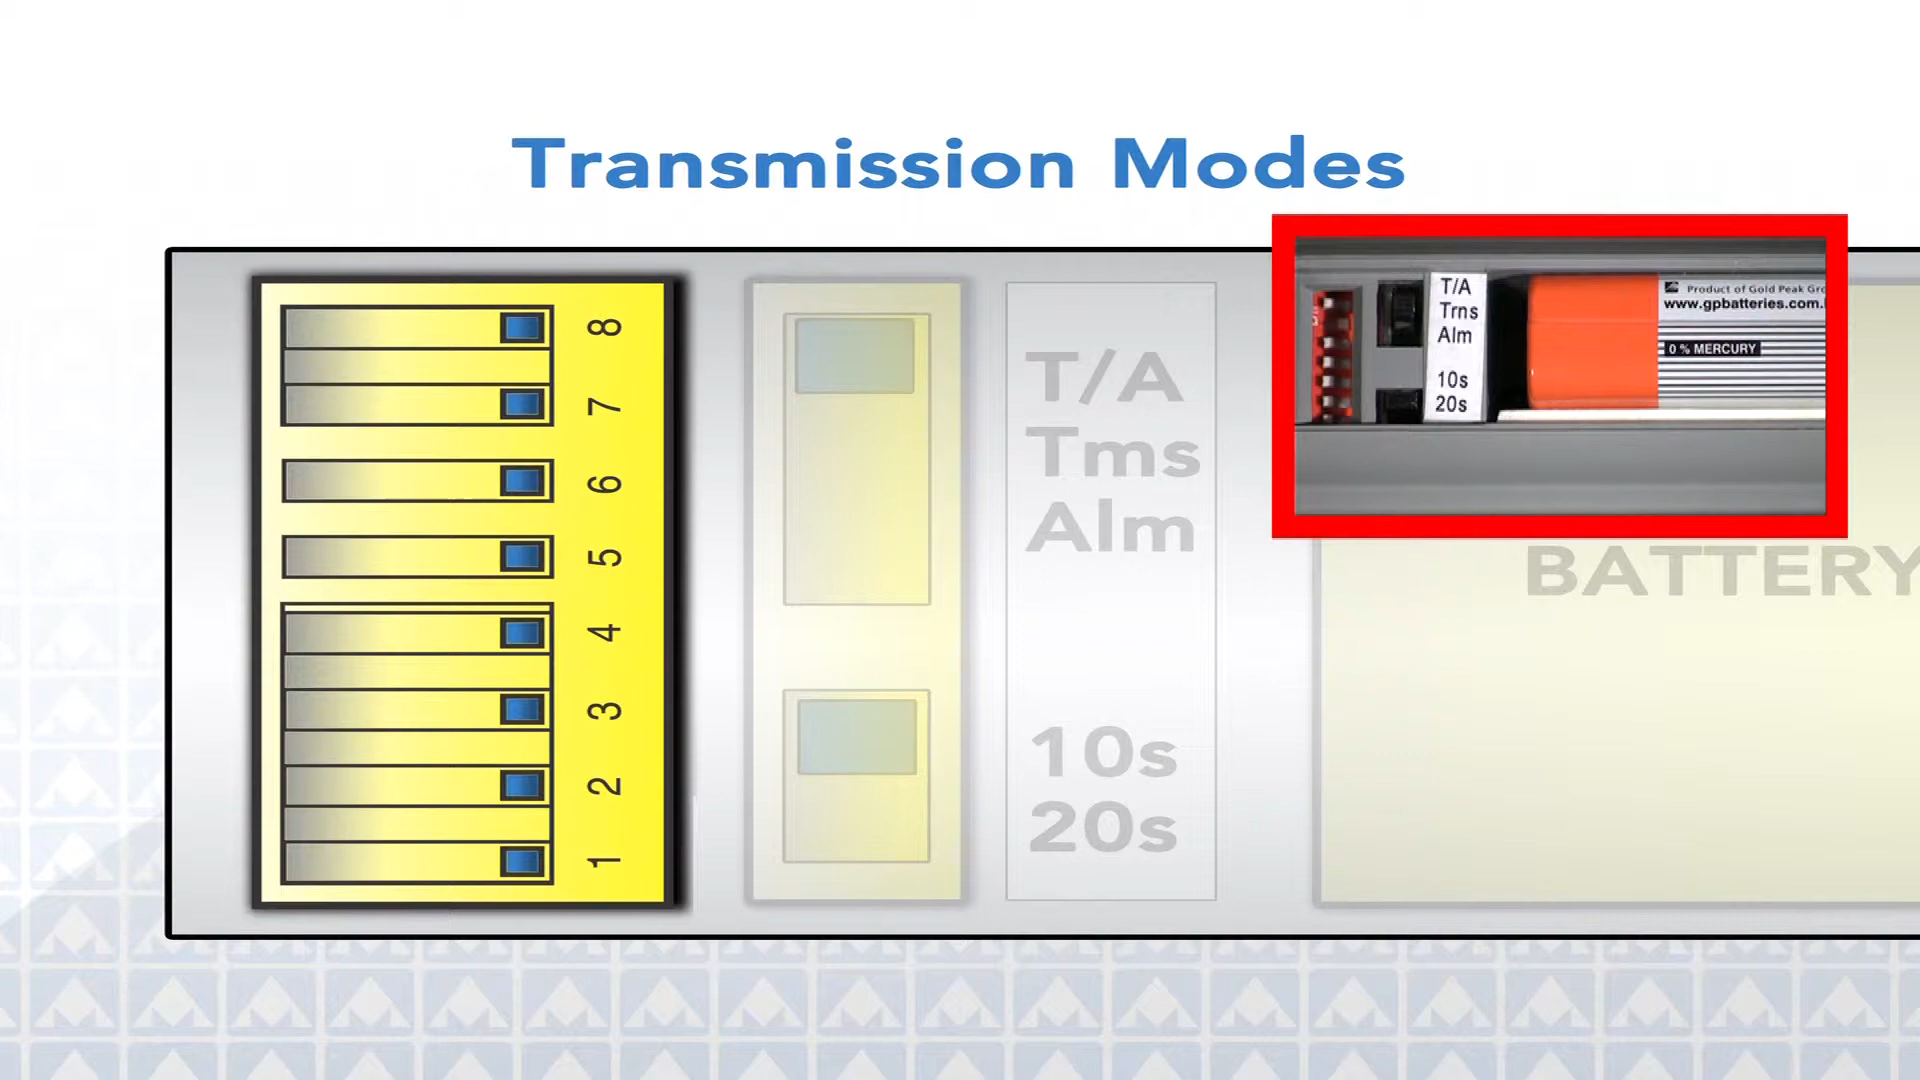 Transmission Modes
8
7
6
5
4
3
2
1
T/A
Tms
Alm
10s
20s
T/A
Trns
Alm
10s
20s
Product of Gold Peak Gro
www.gpbatteries.com.
0 % MERCURY
BATTERY